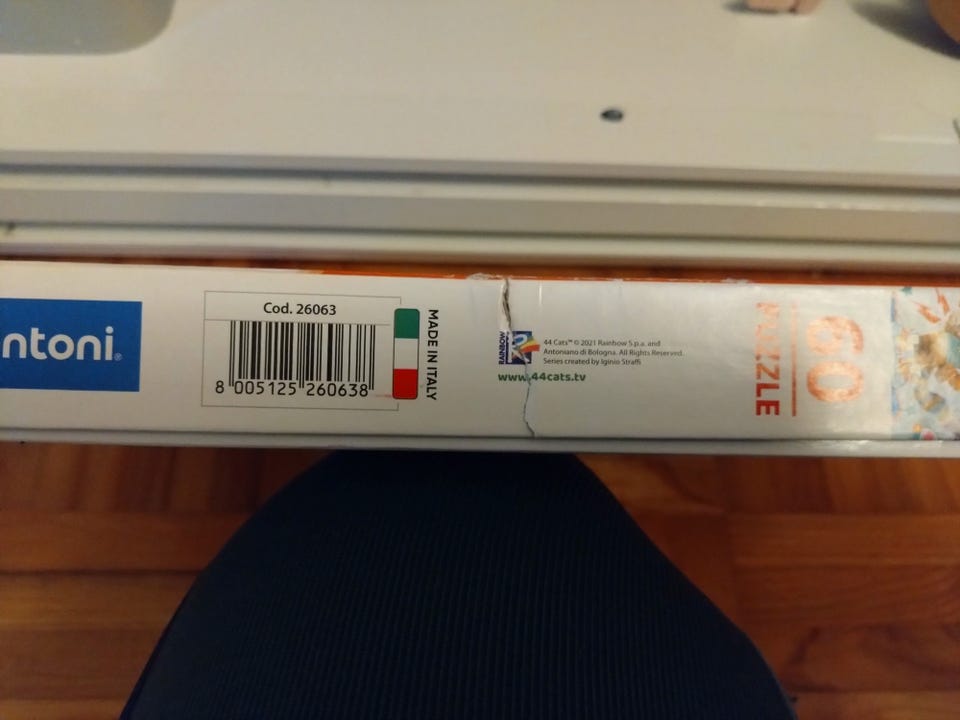 ntoni®
Cod. 26063
8 005125 260638
MADE IN ITALY
RAINBOW
44 Cats™ © 2021 Rainbow S.p.a. and
Antoniano di Bologna. All Rights Reserved.
Series created by Iginio Straffi
www.44cats.tv
60
PUZZLE